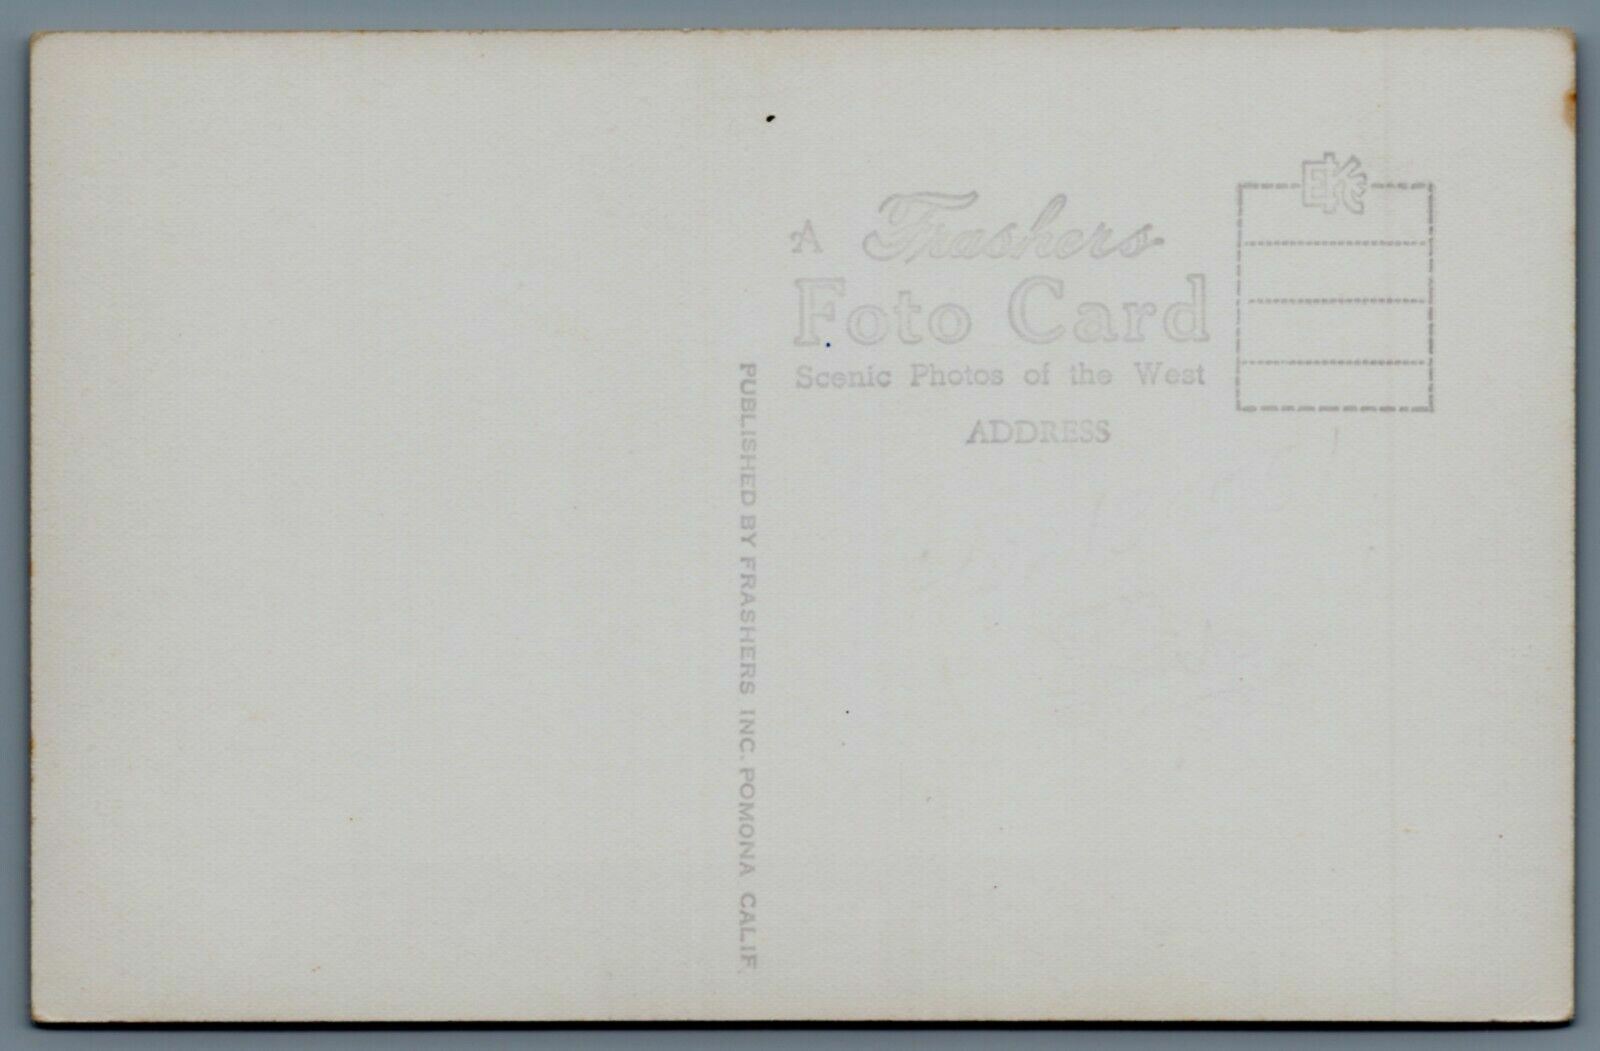 A Frashers
Foto Card
Scenic Photos of the West
ADDRESS
EKC
PUBLISHED BY FRASHERS INC. POMONA CALIF.